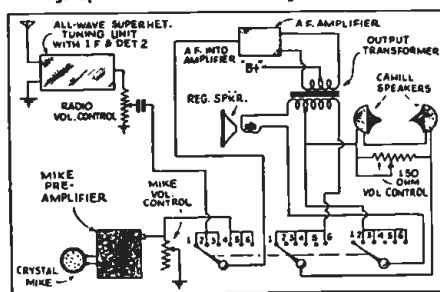 ALL-WAVE SUPERHET.
TUNING UNIT
WITH I F & DET 2
A F. AMPLIFIER
A F. INTO
AMPLIFIER
"B+"
OUTPUT
TRANSFORMER
CAHILL
SPEAKERS
REG. SPKR.
RADIO
VOL. CONTROL
150
OHM
VOL CONTROL
MIKE
PRE-
AMPLIFIER
MIKE
VOL.
CONTROL
CRYSTAL
MIKE
1 2 3 4 5 6
1 2 3 4 5 6
1 2 3 4 5 6